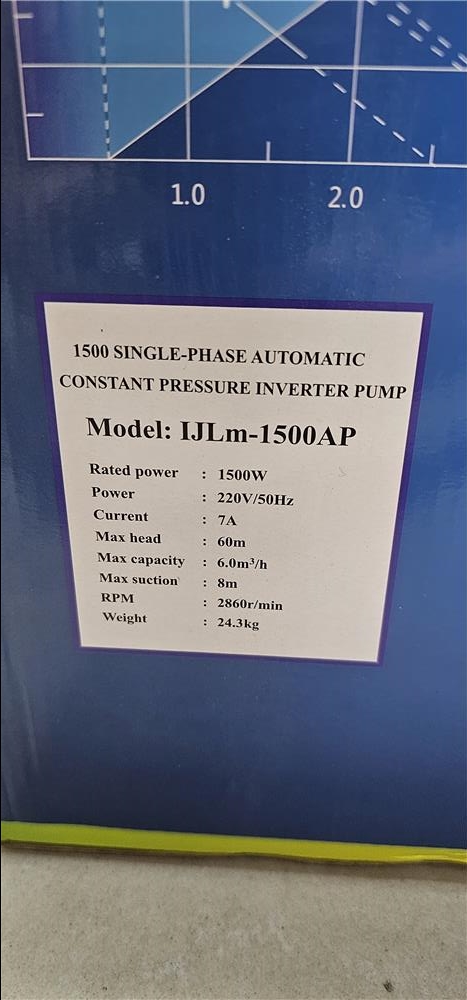 1.0 2.0
1500 SINGLE-PHASE AUTOMATIC
CONSTANT PRESSURE INVERTER PUMP
Model: IJLm-1500AP
Rated power : 1500W
Power : 220V/50Hz
Current : 7A
Max head : 60m
Max capacity : 6.0m³/h
Max suction : 8m
RPM : 2860r/min
Weight : 24.3kg